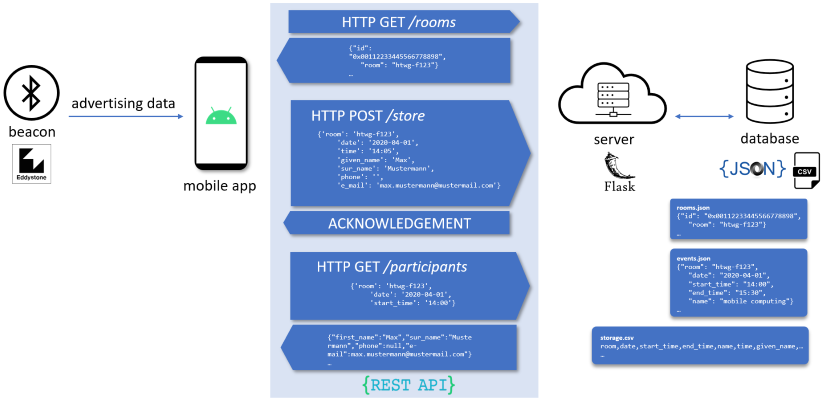 beacon
Eddystone
advertising data
mobile app
HTTP GET /rooms
{"id":
"0x00112233445566778898",
"room": "htwg-f123"}
…
HTTP POST /store
{'room': 'htwg-f123',
'date': '2020-04-01',
'time': '14:05',
'given_name': 'Max',
'sur_name': 'Mustermann',
'phone': '',
'e_mail': 'max.mustermann@mustermail.com'}
ACKNOWLEDGEMENT
HTTP GET /participants
{'room': 'htwg-f123',
'date': '2020-04-01',
'start_time': '14:00'}
{"first_name":"Max","sur_name":"Muste
rmann","phone":null,"e-
mail":max.mustermann@mustermail.com"}
…
{REST API}
server
Flask
database
{JSON}
CSV
rooms.json
{"id": "0x00112233445566778898",
"room": "htwg-f123"}
…
events.json
{"room": "htwg-f123",
"date": "2020-04-01",
"start_time": "14:00",
"end_time": "15:30",
"name": "mobile computing"}
…
storage.csv
room,date,start_time,end_time,name,time,given_name,…
…